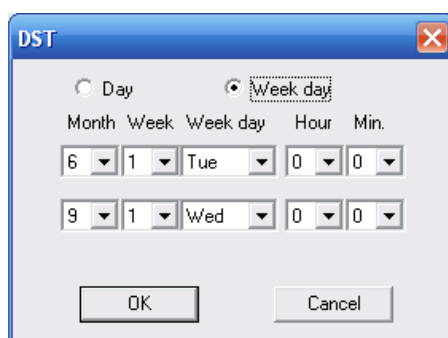 DST
Day Week day
Month Week Week day Hour Min.
6 1 Tue 0 0
9 1 Wed 0 0
OK Cancel